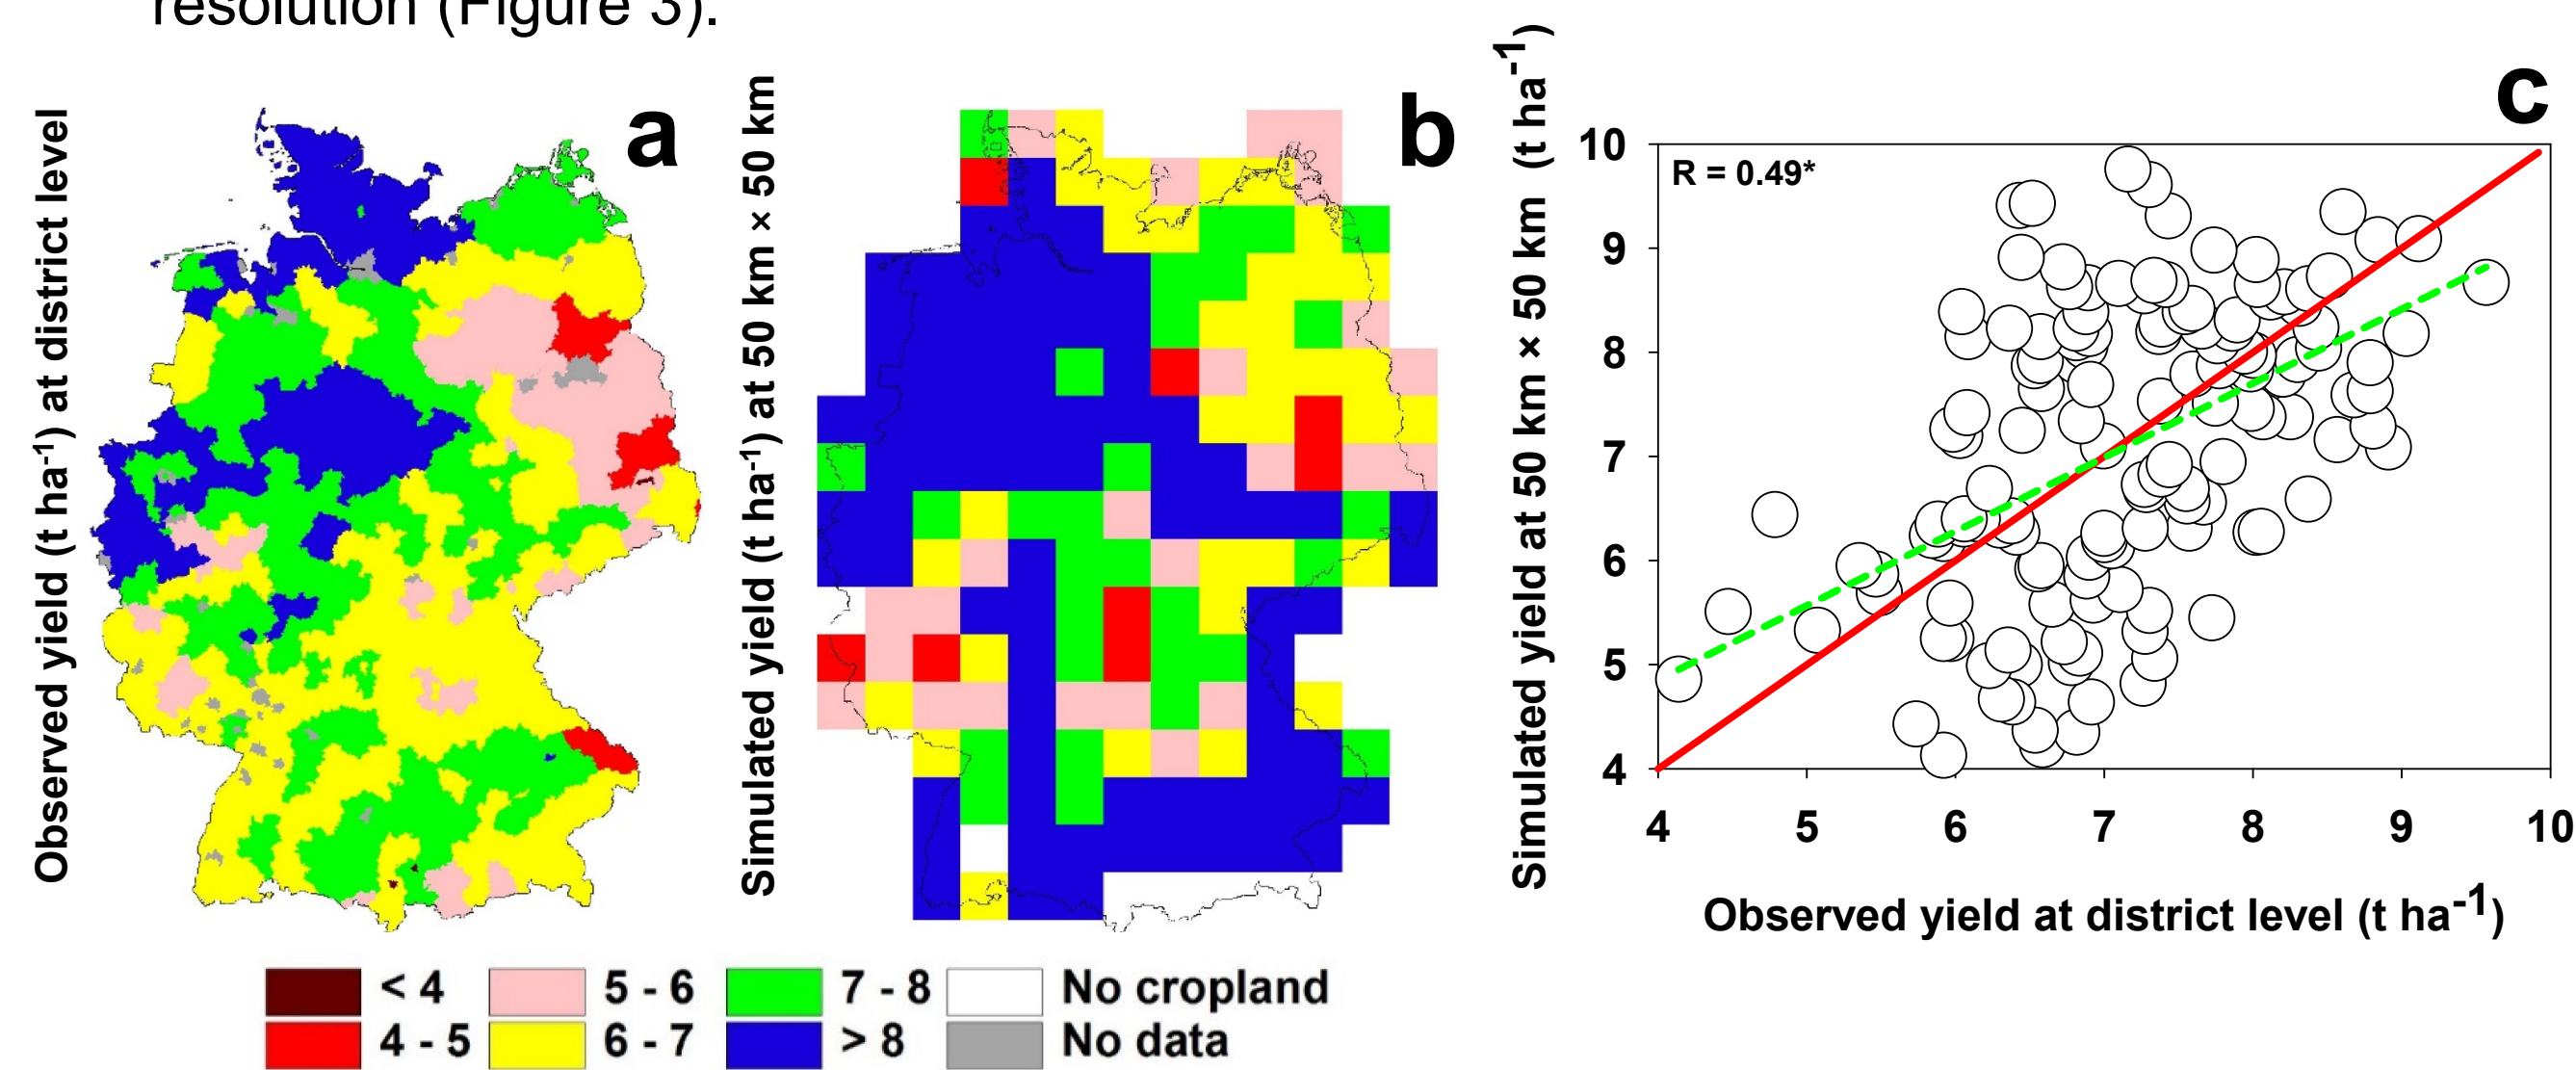 resolution (Figure 3).
Observed yield (t ha-1) at district level
a
Simulated yield (t ha-1) at 50 km × 50 km
b
Simulated yield at 50 km × 50 km (t ha-1)
c
R = 0.49*
10
9
8
7
6
5
4
4 5 6 7 8 9 10
Observed yield at district level (t ha-1)
< 4 5 - 6 7 - 8 No cropland
4 - 5 6 - 7 > 8 No data